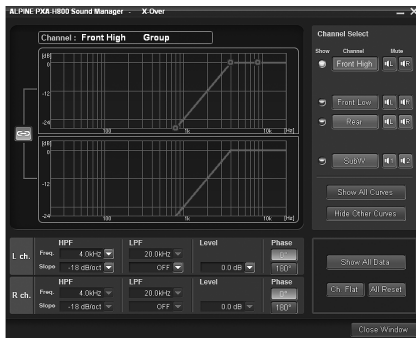 ALPINE PXA-H800 Sound Manager - X-Over
Channel : Front High Group
[dB]
0
-12
-24
100 1k 10k [Hz]
[dB]
0
-12
-24
100 1k 10k [Hz]
Channel Select
Show Channel Mute
Front High L R
Front Low L R
Rear L R
SubW 1 2
Show All Curves
Hide Other Curves
HPF LPF Level Phase
L ch. Freq. 4.0kHz 20.0kHz 0°
Slope -18 dB/oct OFF 0.0 dB 180°
HPF LPF Level Phase
R ch. Freq. 4.0kHz 20.0kHz 0°
Slope -18 dB/oct OFF 0.0 dB 180°
Show All Data
Ch. Flat All Reset
Close Window